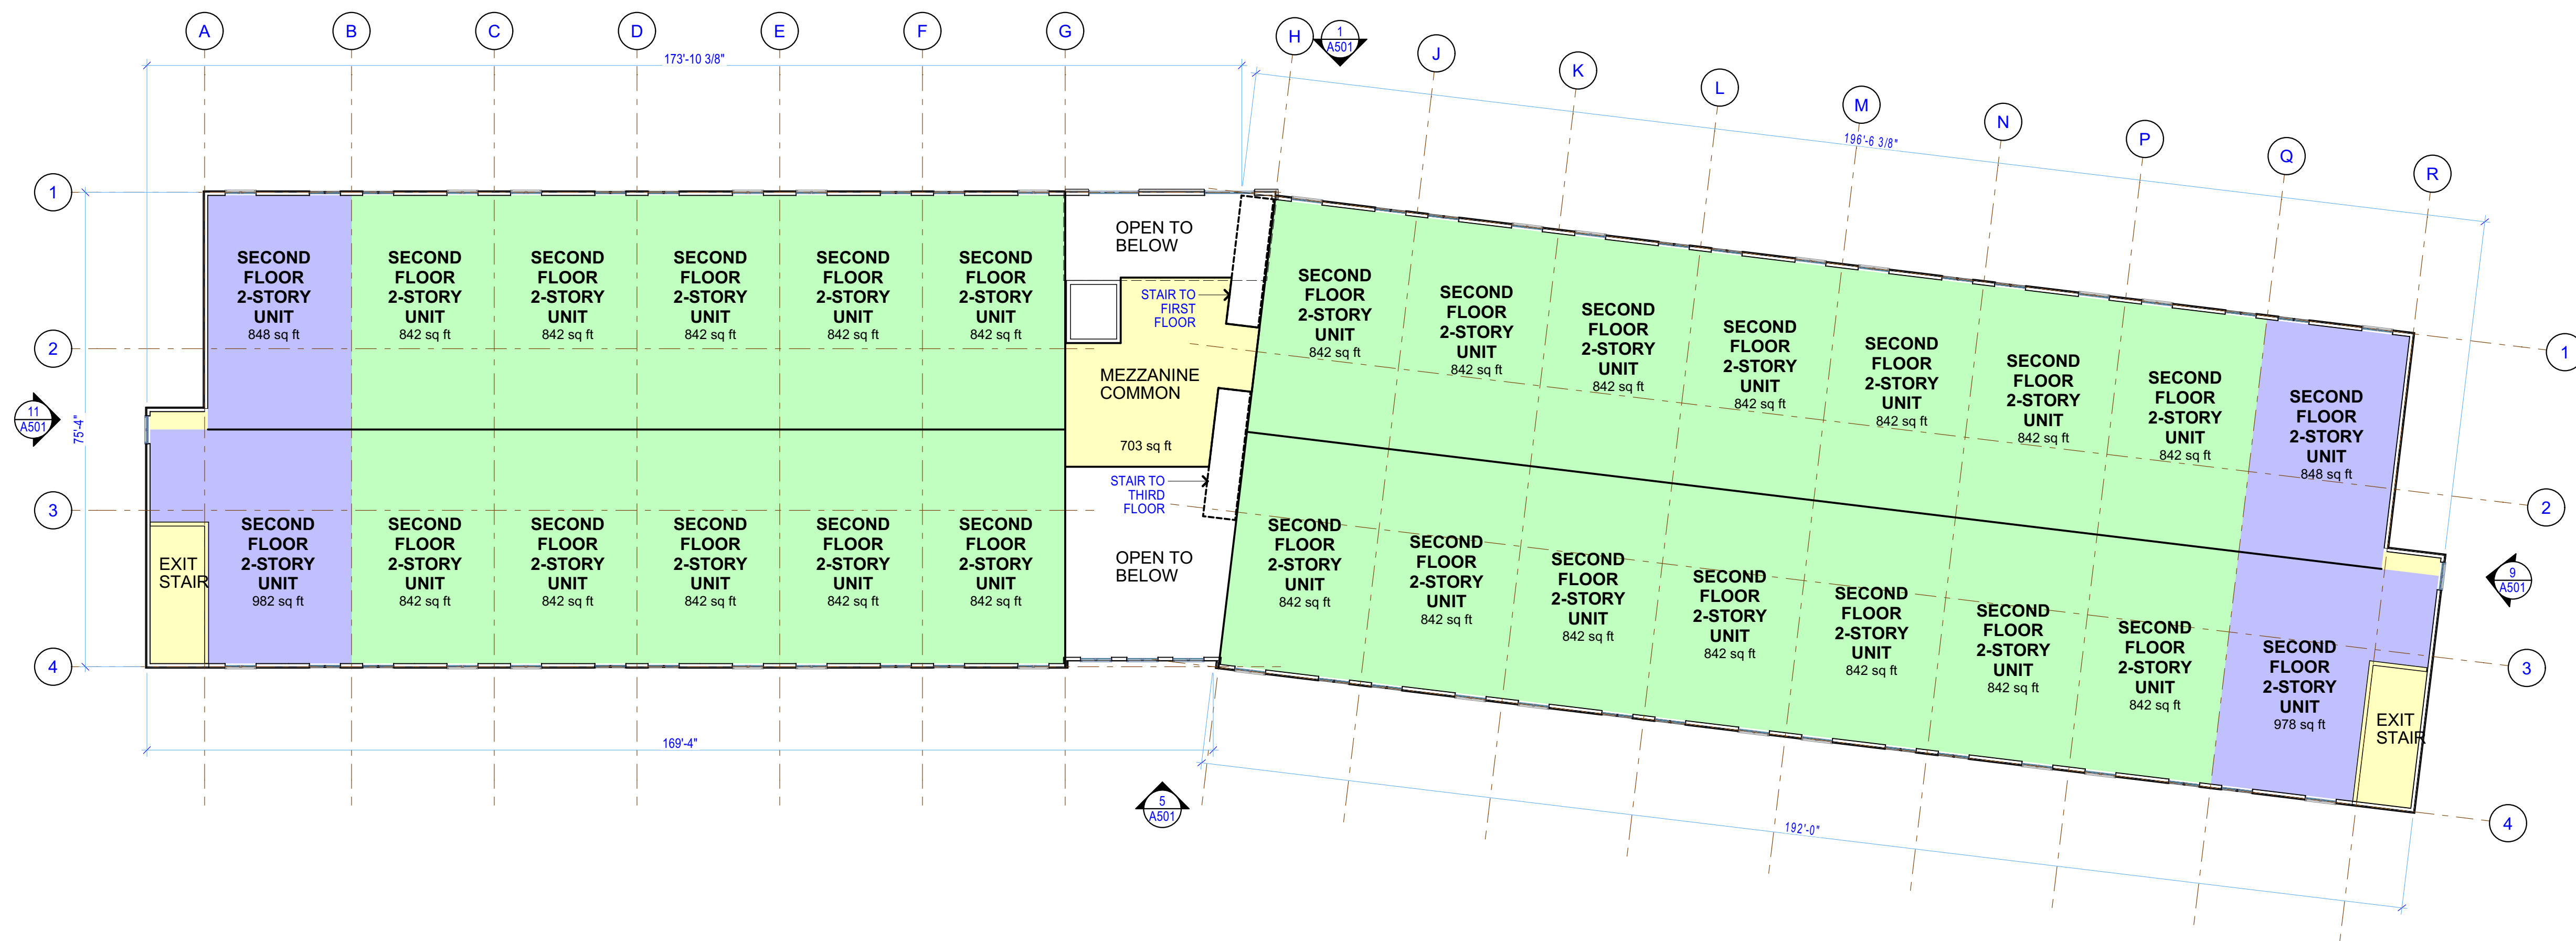 A
B
C
D
E
F
G
H
1
A501
J
K
L
M
N
P
Q
R
173'-10 3/8"
196'-6 3/8"
1
2
3
4
11
A501
75'-4"
SECOND
FLOOR
2-STORY
UNIT
848 sq ft
SECOND
FLOOR
2-STORY
UNIT
842 sq ft
SECOND
FLOOR
2-STORY
UNIT
842 sq ft
SECOND
FLOOR
2-STORY
UNIT
842 sq ft
SECOND
FLOOR
2-STORY
UNIT
842 sq ft
SECOND
FLOOR
2-STORY
UNIT
842 sq ft
OPEN TO
BELOW
STAIR TO
FIRST
FLOOR
MEZZANINE
COMMON
703 sq ft
STAIR TO
THIRD
FLOOR
OPEN TO
BELOW
SECOND
FLOOR
2-STORY
UNIT
842 sq ft
SECOND
FLOOR
2-STORY
UNIT
842 sq ft
SECOND
FLOOR
2-STORY
UNIT
842 sq ft
SECOND
FLOOR
2-STORY
UNIT
842 sq ft
SECOND
FLOOR
2-STORY
UNIT
842 sq ft
SECOND
FLOOR
2-STORY
UNIT
842 sq ft
SECOND
FLOOR
2-STORY
UNIT
842 sq ft
SECOND
FLOOR
2-STORY
UNIT
848 sq ft
EXIT
STAIR
SECOND
FLOOR
2-STORY
UNIT
982 sq ft
SECOND
FLOOR
2-STORY
UNIT
842 sq ft
SECOND
FLOOR
2-STORY
UNIT
842 sq ft
SECOND
FLOOR
2-STORY
UNIT
842 sq ft
SECOND
FLOOR
2-STORY
UNIT
842 sq ft
SECOND
FLOOR
2-STORY
UNIT
842 sq ft
SECOND
FLOOR
2-STORY
UNIT
842 sq ft
SECOND
FLOOR
2-STORY
UNIT
842 sq ft
SECOND
FLOOR
2-STORY
UNIT
842 sq ft
SECOND
FLOOR
2-STORY
UNIT
842 sq ft
SECOND
FLOOR
2-STORY
UNIT
842 sq ft
SECOND
FLOOR
2-STORY
UNIT
842 sq ft
SECOND
FLOOR
2-STORY
UNIT
842 sq ft
SECOND
FLOOR
2-STORY
UNIT
978 sq ft
EXIT
STAIR
1
2
9
A501
3
4
169'-4"
5
A501
192'-0"